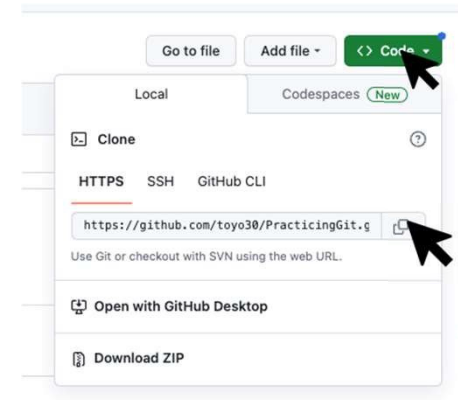 Go to file Add file <> Code
Local Codespaces New
Clone
HTTPS SSH GitHub CLI
https://github.com/toyo30/PracticingGit.g
Use Git or checkout with SVN using the web URL.
Open with GitHub Desktop
Download ZIP